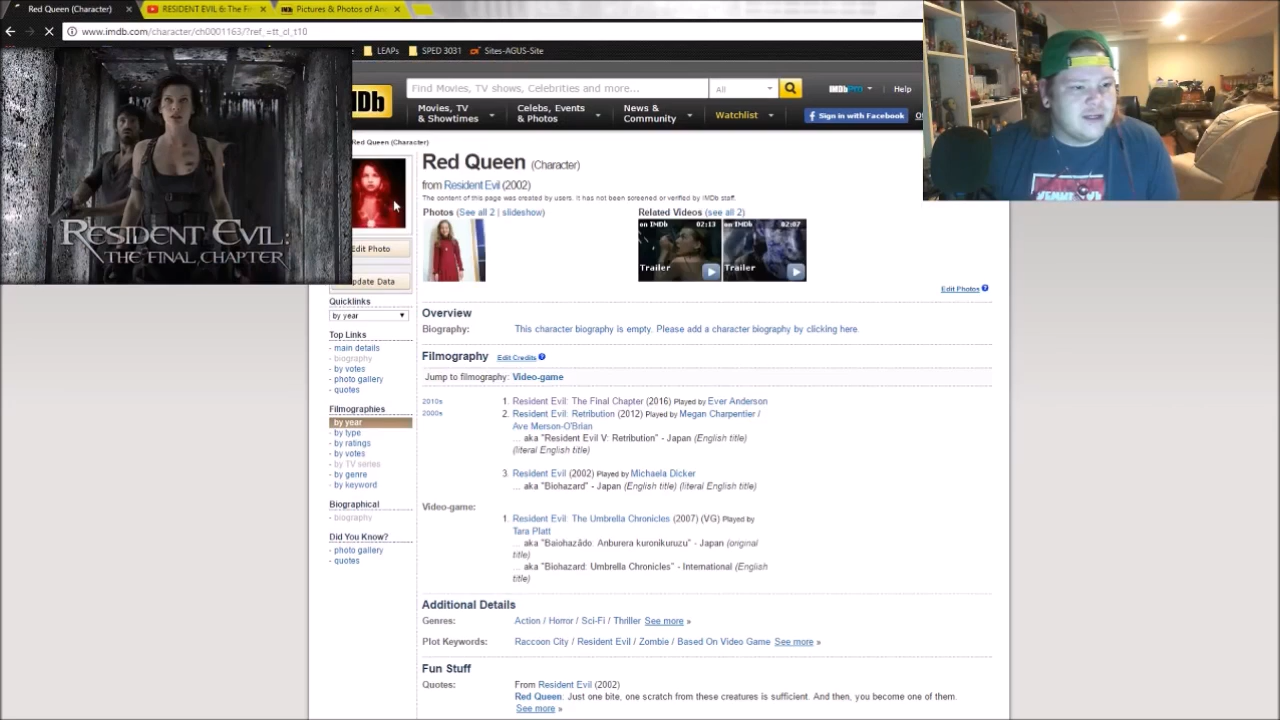 Red Queen (Character)
RESIDENT EVIL 6: The Fi
Pictures & Photos of An
www.imdb.com/character/ch0001163/?ref_=tt_cl_t10
LEAPs
SPED 3031
Sites-AGUS-Site
Find Movies, TV shows, Celebrities and more...
All
IMDbPro
Help
Movies, TV
& Showtimes
Celebs, Events
& Photos
News &
Community
Watchlist
Sign in with Facebook
Red Queen (Character)
Red Queen (Character)
from Resident Evil (2002)
The content of this page was created by users. It has not been screened or verified by IMDb staff.
Photos (See all 2 | slideshow)
Related Videos (see all 2)
on IMDb
02:13
Trailer
on IMDb
02:07
Trailer
Edit Photos
RESIDENT EVIL:
THE FINAL CHAPTER
Edit Photo
Update Data
Quicklinks
by year
Top Links
- main details
- biography
- by votes
- photo gallery
- quotes
Filmographies
- by year
- by type
- by ratings
- by votes
- by TV series
- by genre
- by keyword
Biographical
- biography
Did You Know?
- photo gallery
- quotes
Overview
Biography: This character biography is empty. Please add a character biography by clicking here.
Filmography Edit Credits
Jump to filmography: Video-game
2010s
2000s
1. Resident Evil: The Final Chapter (2016) Played by Ever Anderson
2. Resident Evil: Retribution (2012) Played by Megan Charpentier /
Ave Merson-O'Brian
... aka "Resident Evil V: Retribution" - Japan (English title)
(literal English title)
3. Resident Evil (2002) Played by Michaela Dicker
... aka "Biohazard" - Japan (English title) (literal English title)
Video-game:
1. Resident Evil: The Umbrella Chronicles (2007) (VG) Played by
Tara Platt
... aka "Baiohazâdo: Anburera kuronikuruzu" - Japan (original
title)
... aka "Biohazard: Umbrella Chronicles" - International (English
title)
Additional Details
Genres: Action / Horror / Sci-Fi / Thriller See more »
Plot Keywords: Raccoon City / Resident Evil / Zombie / Based On Video Game See more »
Fun Stuff
Quotes: From Resident Evil (2002)
Red Queen: Just one bite, one scratch from these creatures is sufficient. And then, you become one of them.
See more »